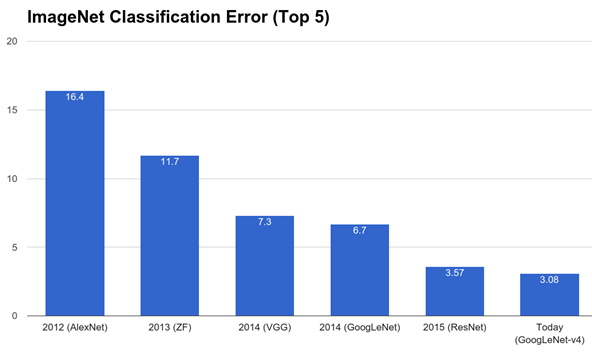 ImageNet Classification Error (Top 5)
20
15
10
5
0
16.4
11.7
7.3
6.7
3.57
3.08
2012 (AlexNet)
2013 (ZF)
2014 (VGG)
2014 (GoogLeNet)
2015 (ResNet)
Today
(GoogLeNet-v4)